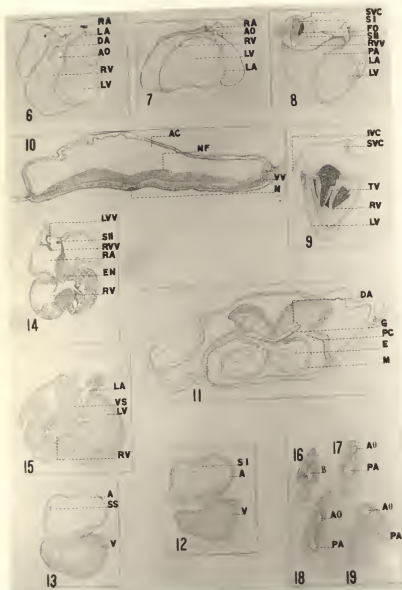 RA
LA
DA
AO
RV
LV
6
RA
AO
RV
LV
LA
7
SVC
SI
FO
SII
RVV
PA
LA
LV
8
10
AC
NF
VV
N
IVC
SVC
TV
RV
LV
9
LVV
SII
RVV
RA
EN
RV
14
DA
G
PC
E
M
11
LA
VS
LV
RV
15
SI
A
V
12
A
SS
V
13
16
B
17
AO
PA
AO
PA
18
AO
PA
19